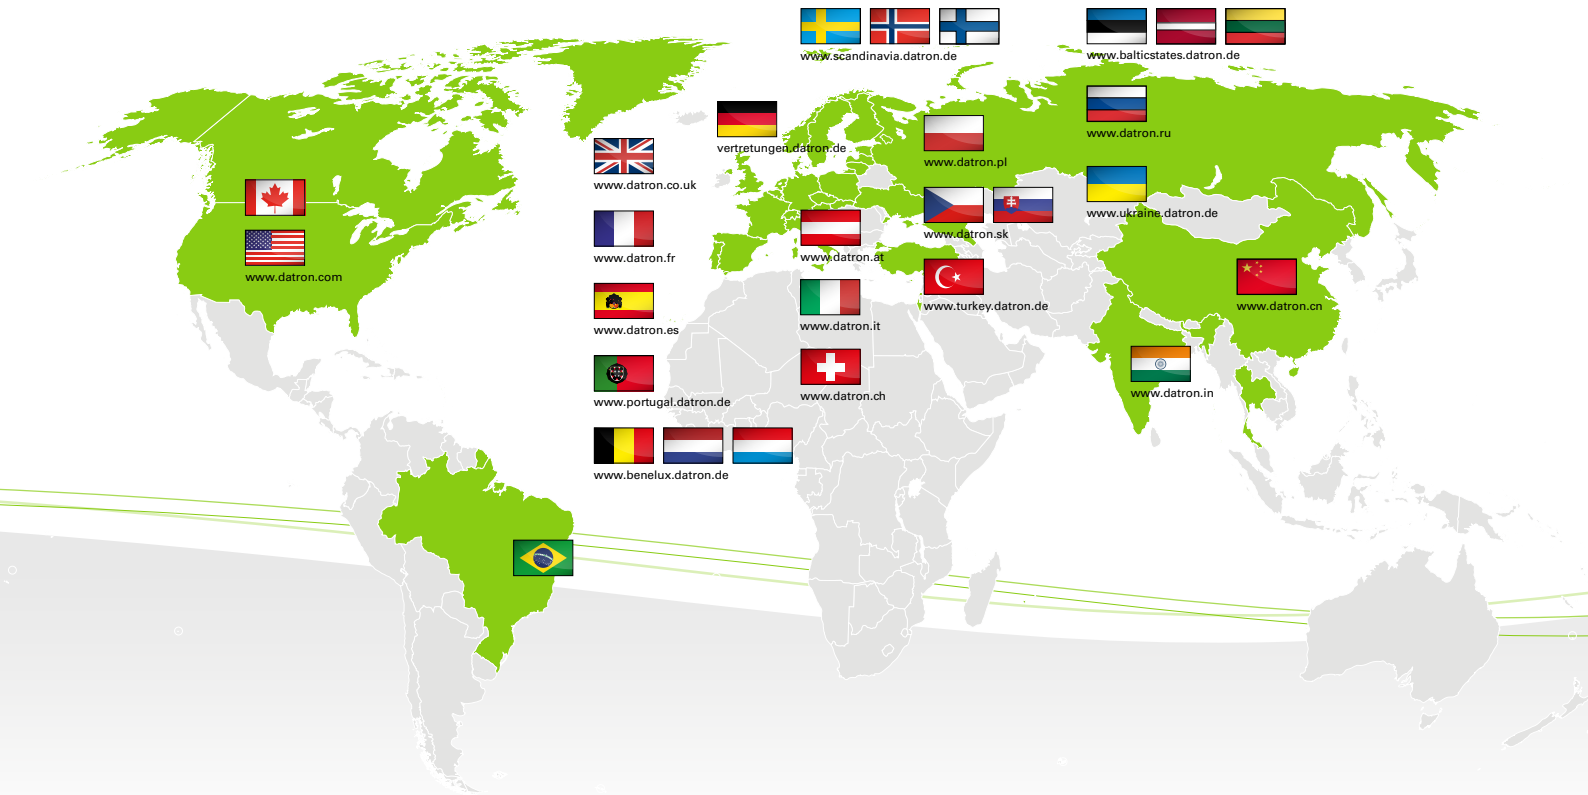 www.scandinavia.datron.de
www.balticstates.datron.de
www.datron.ru
vertretungen.datron.de
www.datron.pl
www.datron.co.uk
www.ukraine.datron.de
www.datron.sk
www.datron.fr
www.datron.at
www.datron.com
www.turkey.datron.de
www.datron.cn
www.datron.it
www.datron.es
www.datron.in
www.datron.ch
www.portugal.datron.de
www.benelux.datron.de